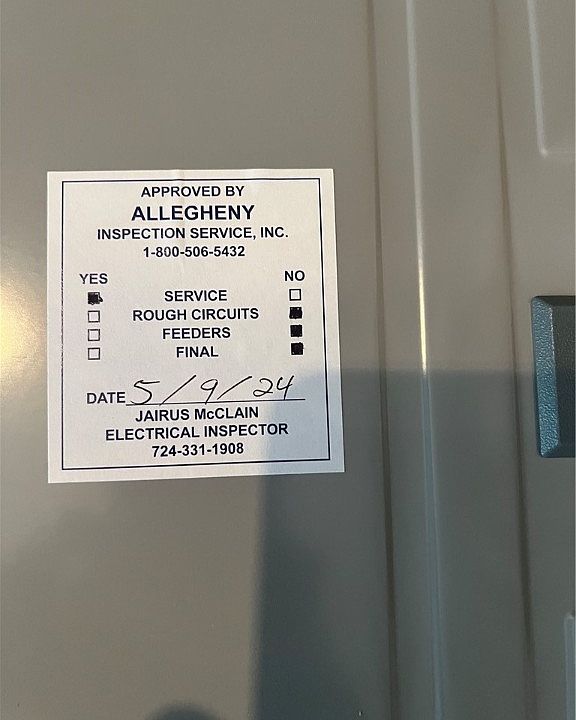 APPROVED BY
ALLEGHENY
INSPECTION SERVICE, INC.
1-800-506-5432
YES NO
SERVICE
ROUGH CIRCUITS
FEEDERS
FINAL
DATE 5/9/24
JAIRUS McCLAIN
ELECTRICAL INSPECTOR
724-331-1908